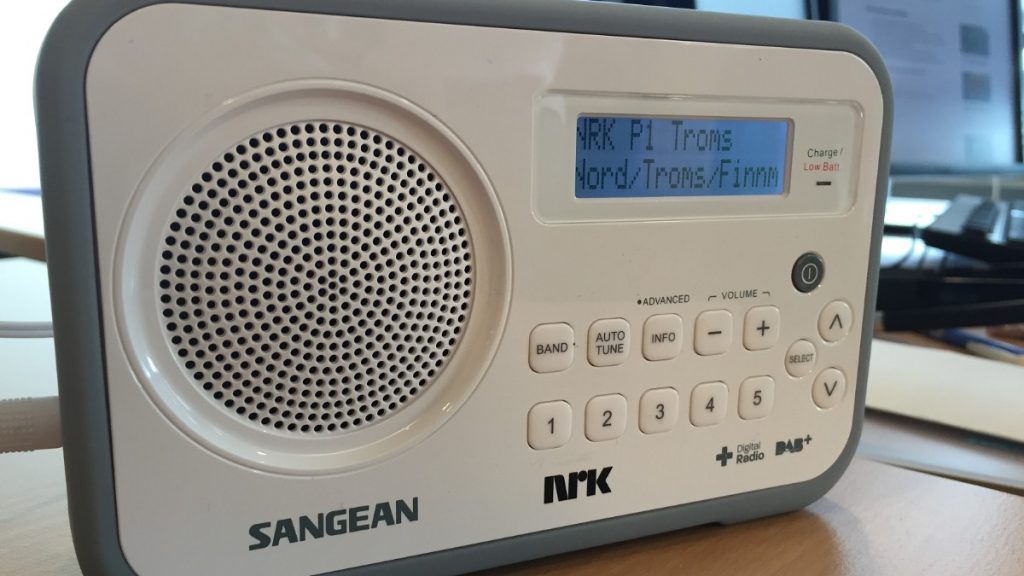 NRK P1 Troms
Nord/Troms/Finnm
Charge/
Low Batt.
ADVANCED
VOLUME
BAND
AUTO
TUNE
INFO
SELECT
1
2
3
4
5
Digital
Radio
DAB+
nrk
SANGEAN